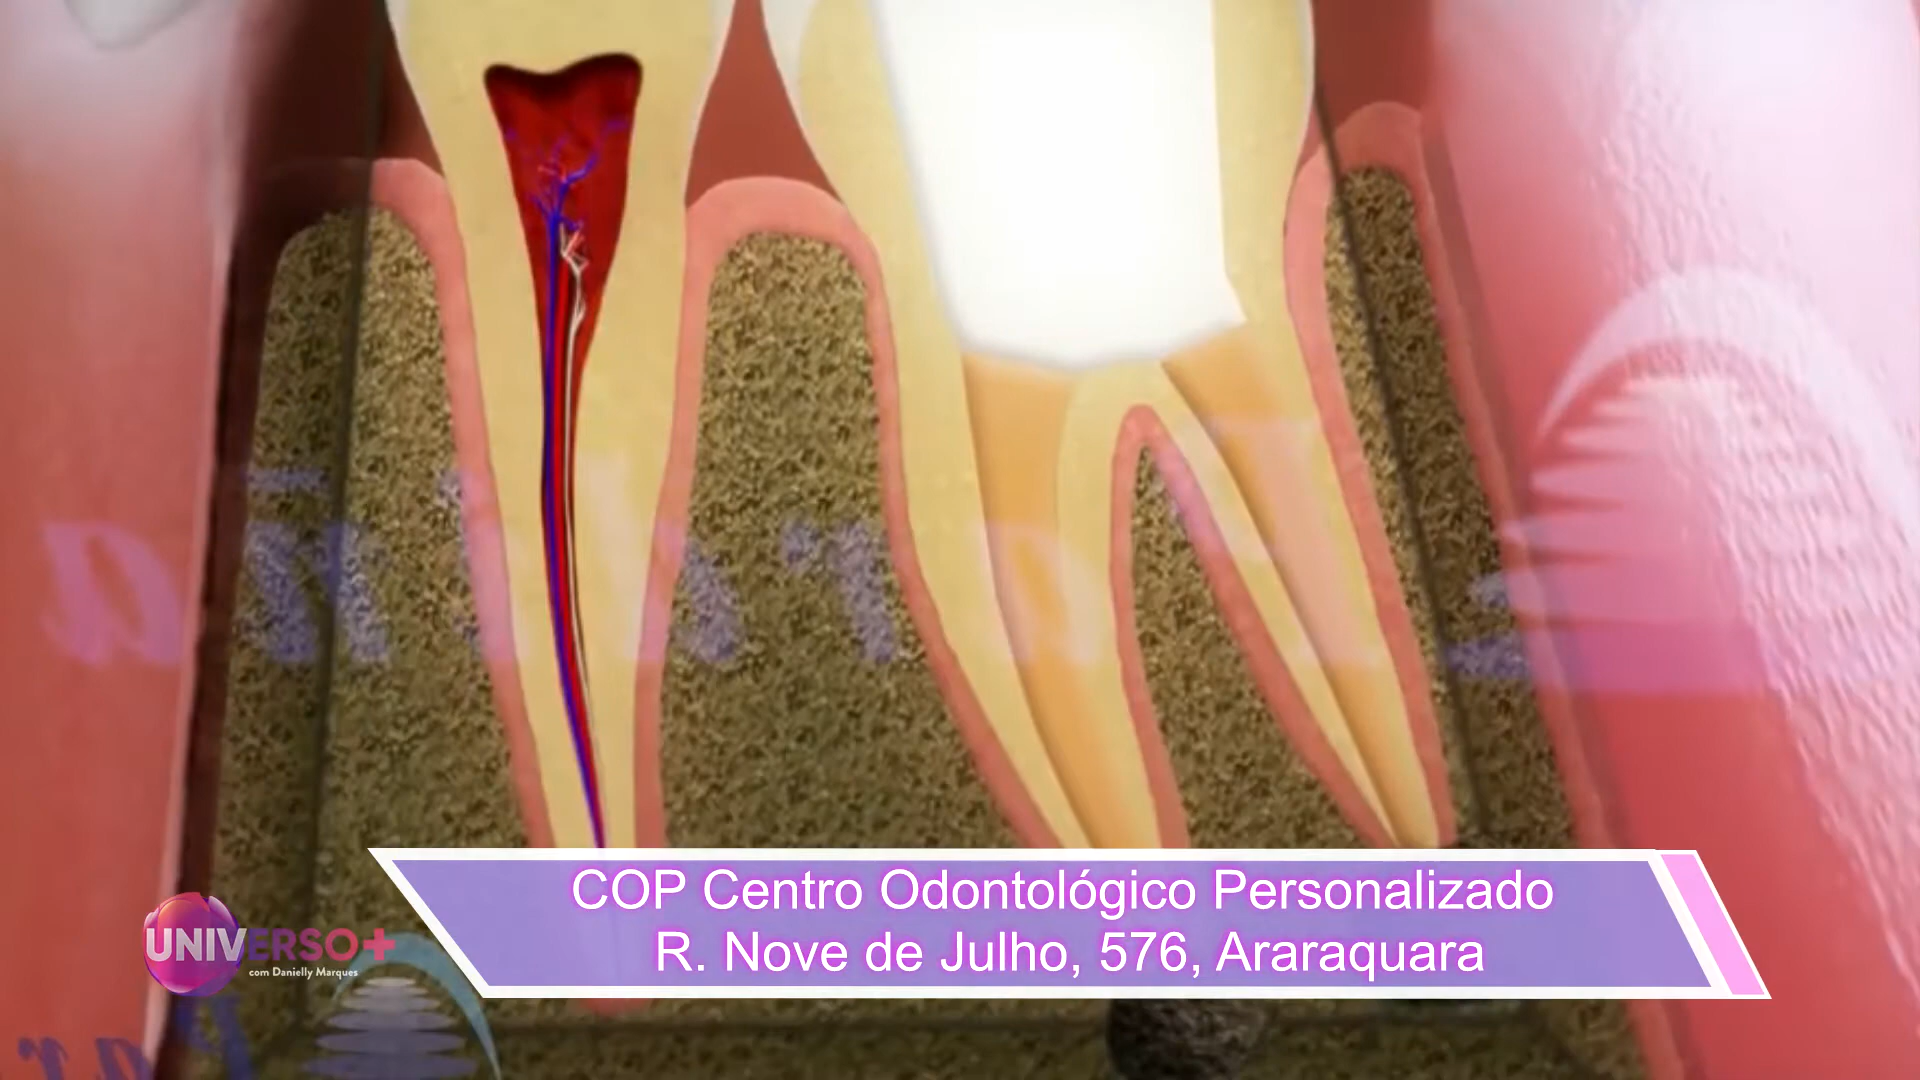 COP Centro Odontológico Personalizado
R. Nove de Julho, 576, Araraquara
UNIVERSO+
com Danielly Marques